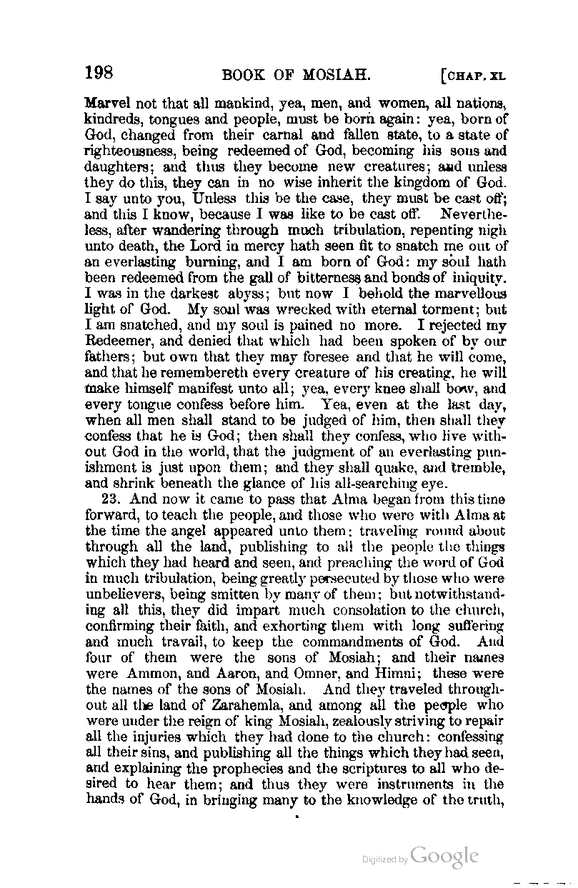 198 BOOK OF MOSIAH. [CHAP. XL
Marvel not that all mankind, yea, men, and women, all nations,
kindreds, tongues and people, must be born again: yea, born of
God, changed from their carnal and fallen state, to a state of
righteousness, being redeemed of God, becoming his sons and
daughters; and thus they become new creatures; and unless
they do this, they can in no wise inherit the kingdom of God.
I say unto you, Unless this be the case, they must be cast off;
and this I know, because I was like to be cast off. Neverthe-
less, after wandering through much tribulation, repenting nigh
unto death, the Lord in mercy hath seen fit to snatch me out of
an everlasting burning, and I am born of God: my soul hath
been redeemed from the gall of bitterness and bonds of iniquity.
I was in the darkest abyss; but now I behold the marvellous
light of God. My soul was wrecked with eternal torment; but
I am snatched, and my soul is pained no more. I rejected my
Redeemer, and denied that which had been spoken of by our
fathers; but own that they may foresee and that he will come,
and that he remembereth every creature of his creating, he will
make himself manifest unto all; yea, every knee shall bow, and
every tongue confess before him. Yea, even at the last day,
when all men shall stand to be judged of him, then shall they
confess that he is God; then shall they confess, who live with-
out God in the world, that the judgment of an everlasting pun-
ishment is just upon them; and they shall quake, and tremble,
and shrink beneath the glance of his all-searching eye.
23. And now it came to pass that Alma began from this time
forward, to teach the people, and those who were with Alma at
the time the angel appeared unto them; traveling round about
through all the land, publishing to all the people the things
which they had heard and seen, and preaching the word of God
in much tribulation, being greatly persecuted by those who were
unbelievers, being smitten by many of them; but notwithstand-
ing all this, they did impart much consolation to the church,
confirming their faith, and exhorting them with long suffering
and much travail, to keep the commandments of God. And
four of them were the sons of Mosiah; and their names
were Ammon, and Aaron, and Omner, and Himni; these were
the names of the sons of Mosiah. And they traveled through-
out all the land of Zarahemla, and among all the people who
were under the reign of king Mosiah, zealously striving to repair
all the injuries which they had done to the church: confessing
all their sins, and publishing all the things which they had seen,
and explaining the prophecies and the scriptures to all who de-
sired to hear them; and thus they were instruments in the
hands of God, in bringing many to the knowledge of the truth,
Digitized by Google